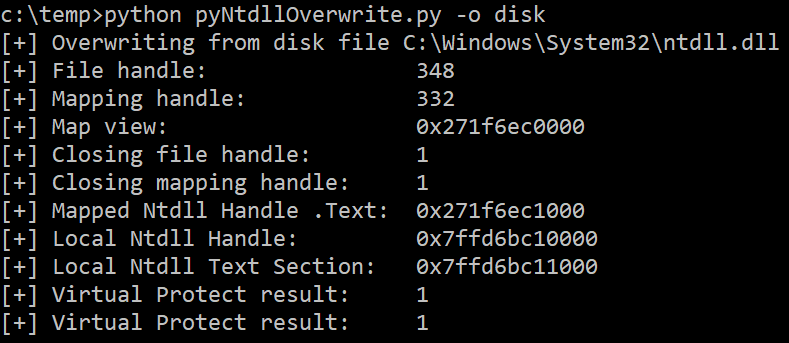 c:\temp>python pyNtdllOverwrite.py -o disk
[+] Overwriting from disk file C:\Windows\System32\ntdll.dll
[+] File handle: 348
[+] Mapping handle: 332
[+] Map view: 0x271f6ec0000
[+] Closing file handle: 1
[+] Closing mapping handle: 1
[+] Mapped Ntdll Handle .Text: 0x271f6ec1000
[+] Local Ntdll Handle: 0x7ffd6bc10000
[+] Local Ntdll Text Section: 0x7ffd6bc11000
[+] Virtual Protect result: 1
[+] Virtual Protect result: 1